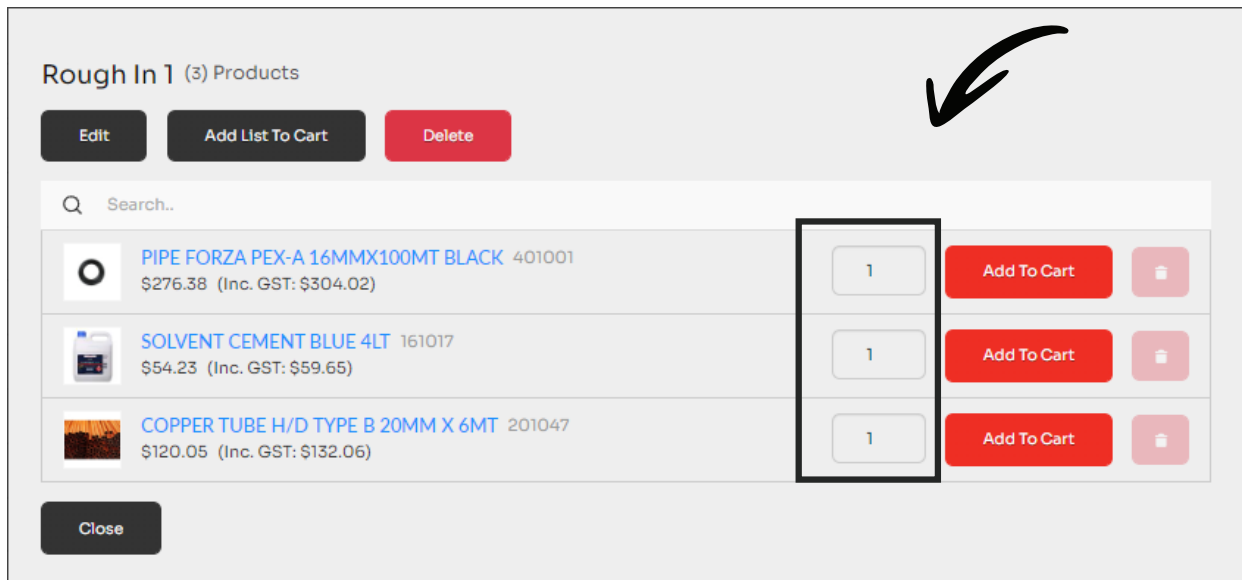 Rough In 1 (3) Products
Edit Add List To Cart Delete
Search..
PIPE FORZA PEX-A 16MMX100MT BLACK 401001
$276.38 (Inc. GST: $304.02)
1 Add To Cart
SOLVENT CEMENT BLUE 4LT 161017
$54.23 (Inc. GST: $59.65)
1 Add To Cart
COPPER TUBE H/D TYPE B 20MM X 6MT 201047
$120.05 (Inc. GST: $132.06)
1 Add To Cart
Close